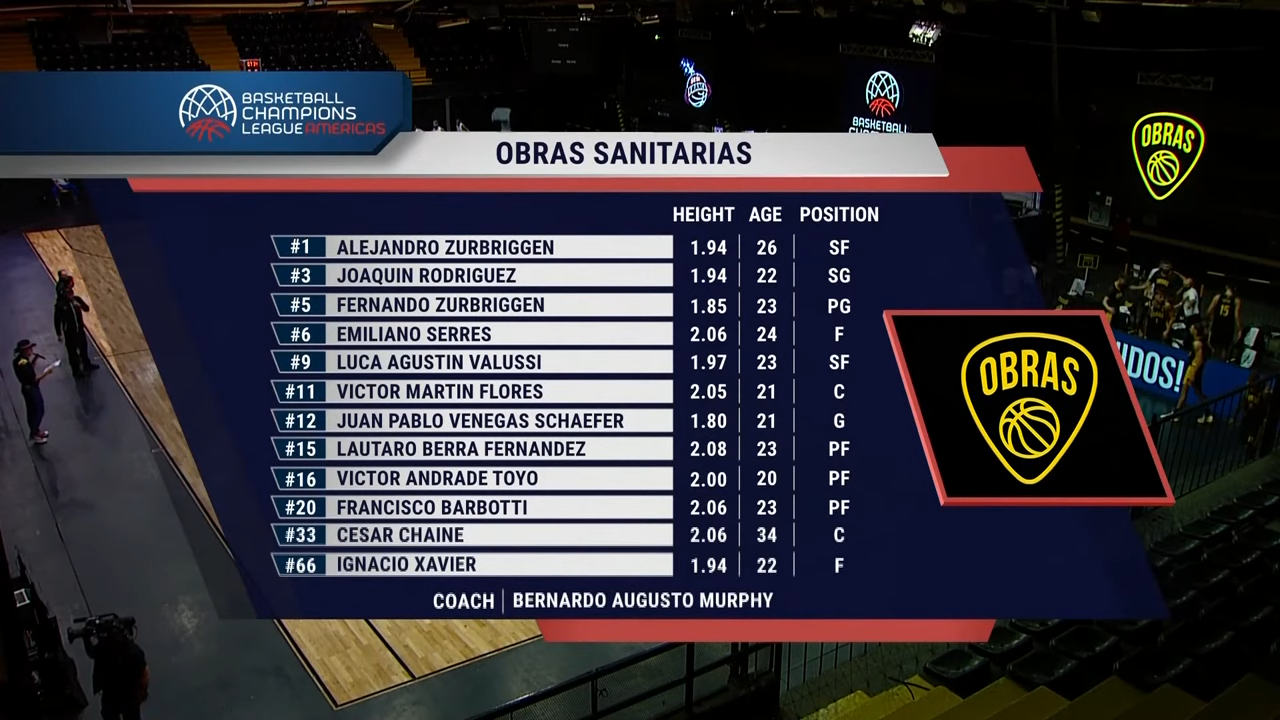 BASKETBALL
CHAMPIONS
LEAGUE AMERICAS
BASKETBALL
OBRAS
OBRAS SANITARIAS
HEIGHT AGE POSITION
#1 ALEJANDRO ZURBRIGGEN 1.94 26 SF
#3 JOAQUIN RODRIGUEZ 1.94 22 SG
#5 FERNANDO ZURBRIGGEN 1.85 23 PG
#6 EMILIANO SERRES 2.06 24 F
#9 LUCA AGUSTIN VALUSSI 1.97 23 SF
#11 VICTOR MARTIN FLORES 2.05 21 C
#12 JUAN PABLO VENEGAS SCHAEFER 1.80 21 G
#15 LAUTARO BERRA FERNANDEZ 2.08 23 PF
#16 VICTOR ANDRADE TOYO 2.00 20 PF
#20 FRANCISCO BARBOTTI 2.06 23 PF
#33 CESAR CHAINE 2.06 34 C
#66 IGNACIO XAVIER 1.94 22 F
COACH BERNARDO AUGUSTO MURPHY
OBRAS
15